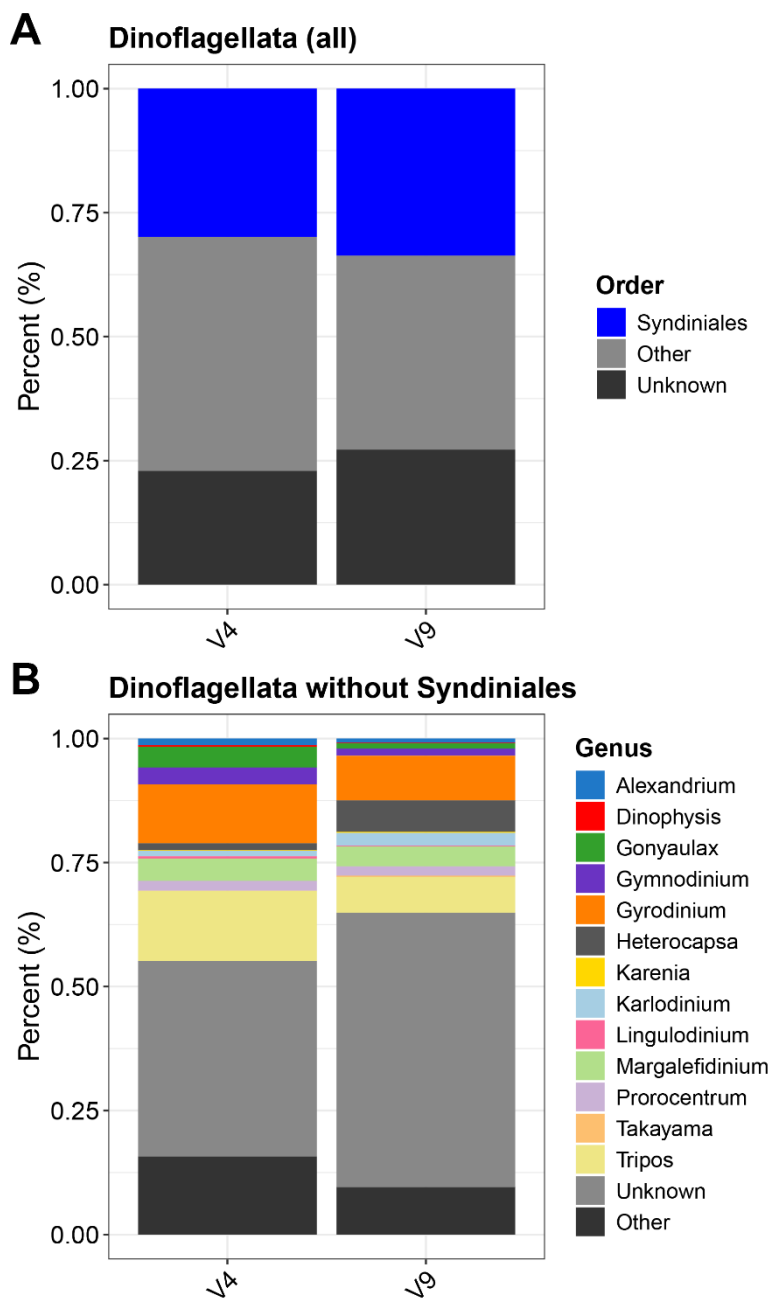 A
Dinoflagellata (all)
Percent (%)
1.00
0.75
0.50
0.25
0.00
V4
V9
Order
Syndiniales
Other
Unknown
B
Dinoflagellata without Syndiniales
Percent (%)
1.00
0.75
0.50
0.25
0.00
V4
V9
Genus
Alexandrium
Dinophysis
Gonyaulax
Gymnodinium
Gyrodinium
Heterocapsa
Karenia
Karlodinium
Lingulodinium
Margalefidinium
Prorocentrum
Takayama
Tripos
Unknown
Other